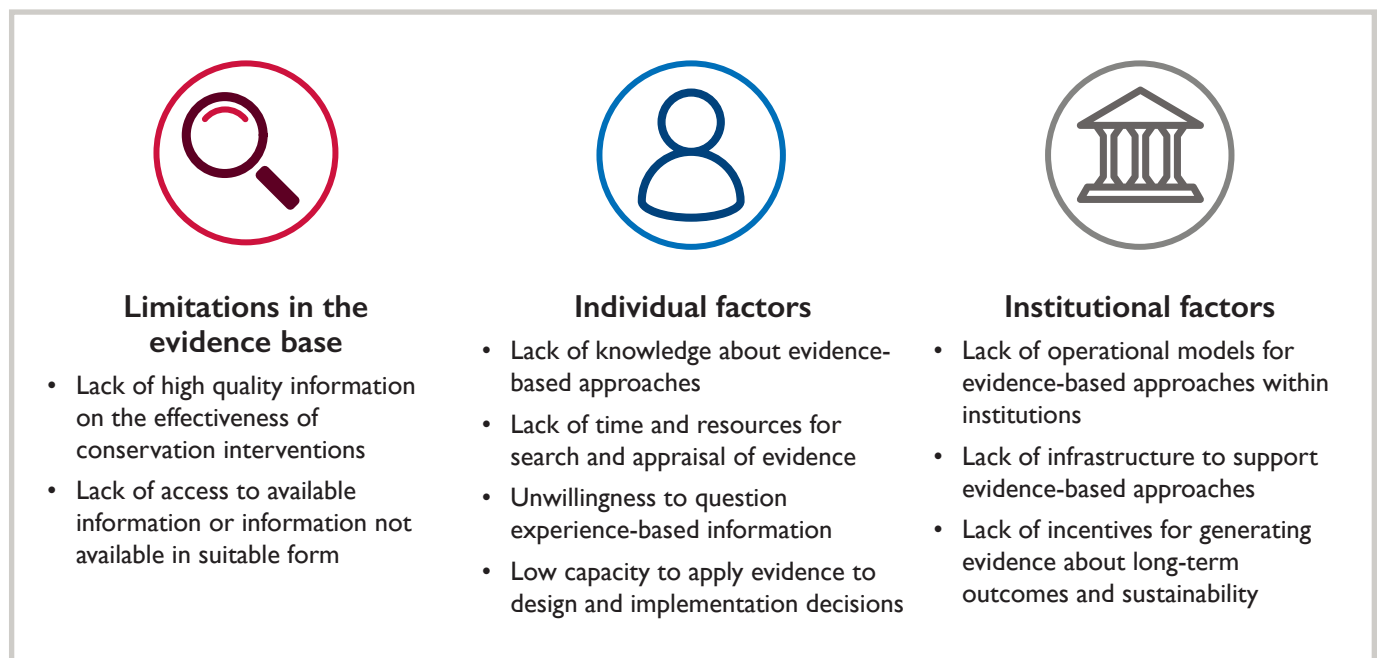 Limitations in the
evidence base
• Lack of high quality information
on the effectiveness of
conservation interventions
• Lack of access to available
information or information not
available in suitable form
Individual factors
• Lack of knowledge about evidence-
based approaches
• Lack of time and resources for
search and appraisal of evidence
• Unwillingness to question
experience-based information
• Low capacity to apply evidence to
design and implementation decisions
Institutional factors
• Lack of operational models for
evidence-based approaches within
institutions
• Lack of infrastructure to support
evidence-based approaches
• Lack of incentives for generating
evidence about long-term
outcomes and sustainability